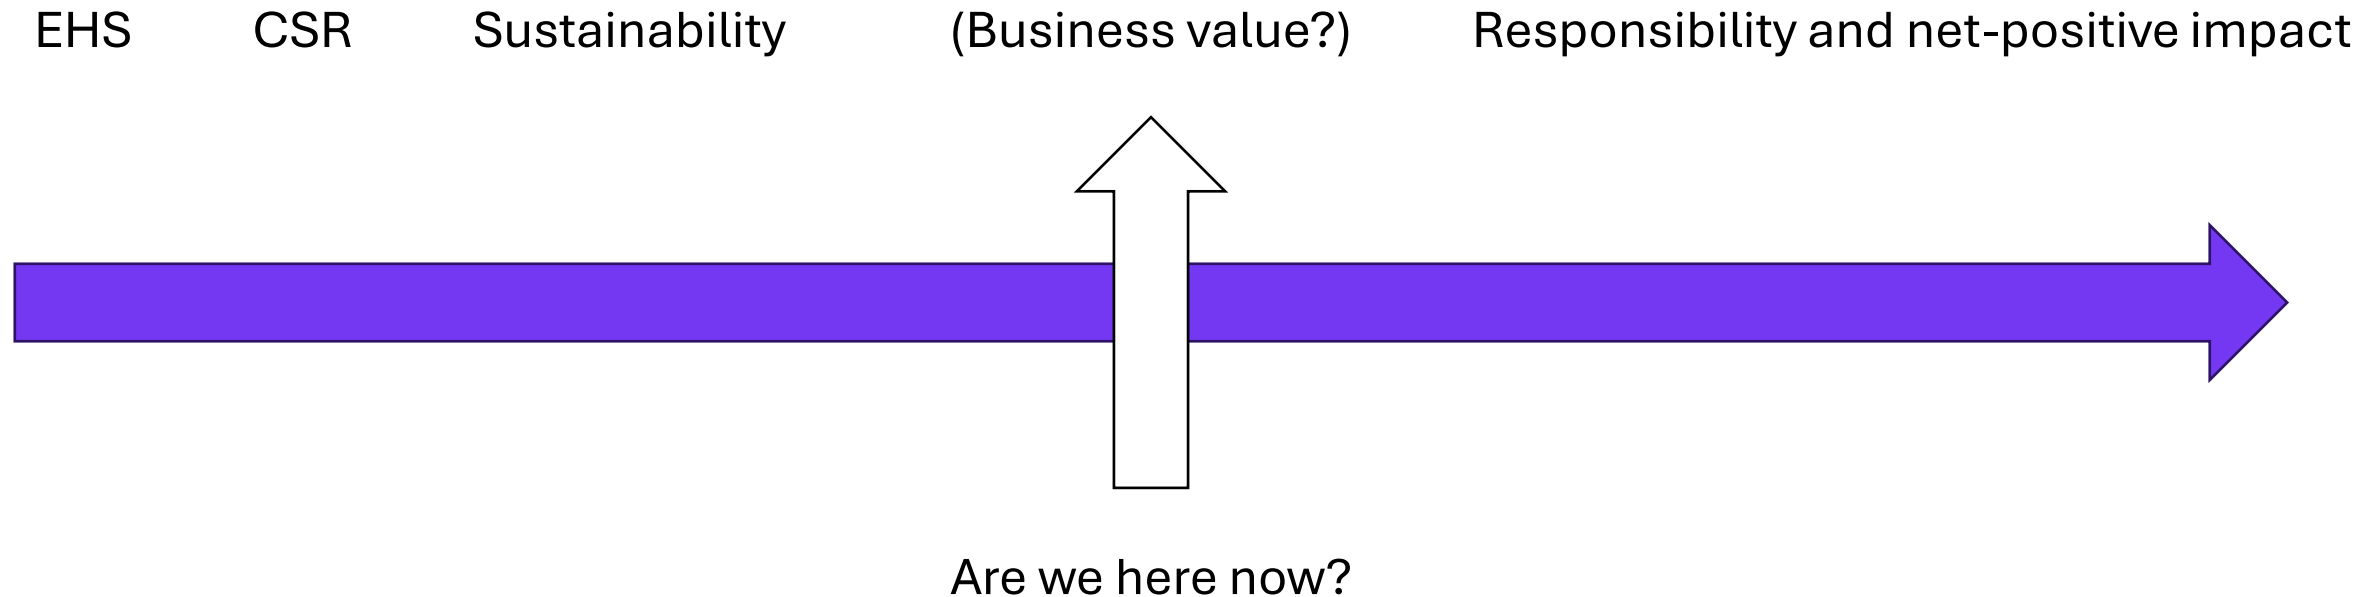 EHS CSR Sustainability (Business value?) Responsibility and net-positive impact
Are we here now?